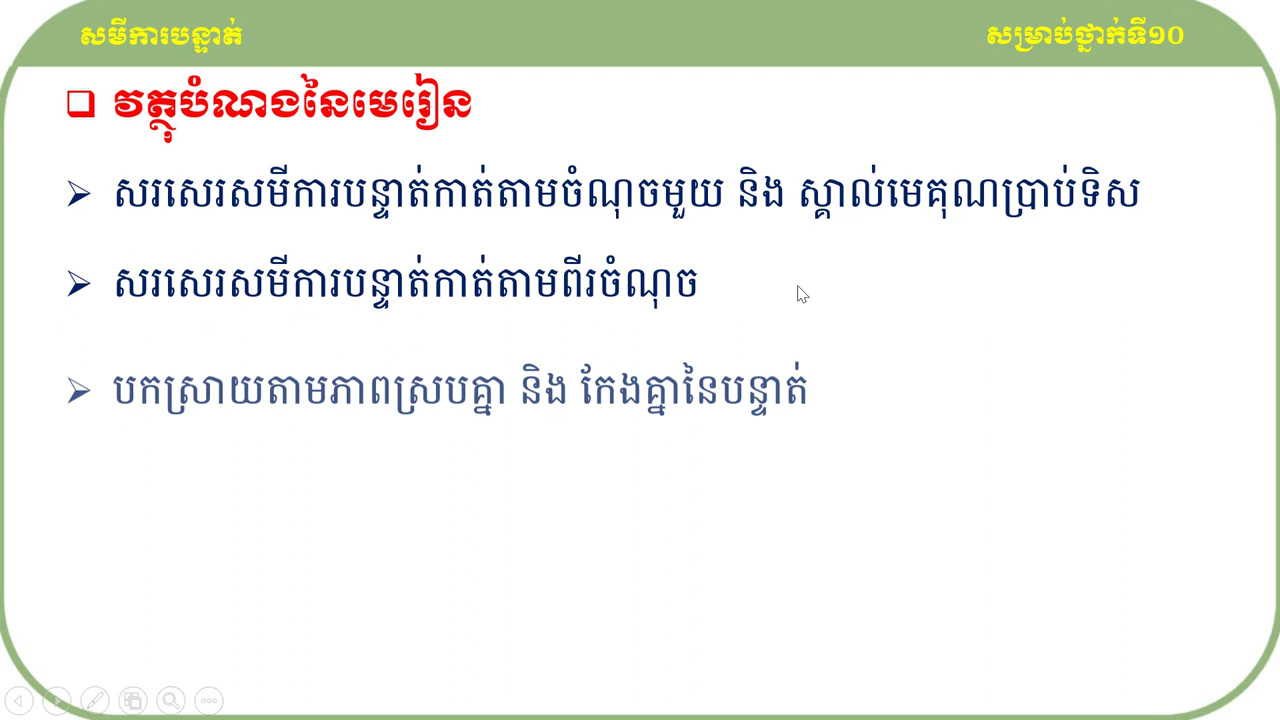 សមីការបន្ទាត់
សម្រាប់ថ្នាក់ទី១០
វត្ថុបំណងនៃមេរៀន
សរសេរសមីការបន្ទាត់កាត់តាមចំណុចមួយ និង ស្គាល់មេគុណប្រាប់ទិស
សរសេរសមីការបន្ទាត់កាត់តាមពីរចំណុច
បកស្រាយតាមភាពស្របគ្នា និង កែងគ្នានៃបន្ទាត់